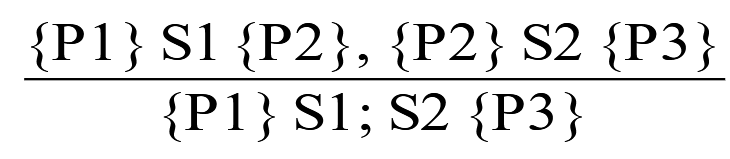 {P1} S1 {P2}, {P2} S2 {P3}
{P1} S1; S2 {P3}